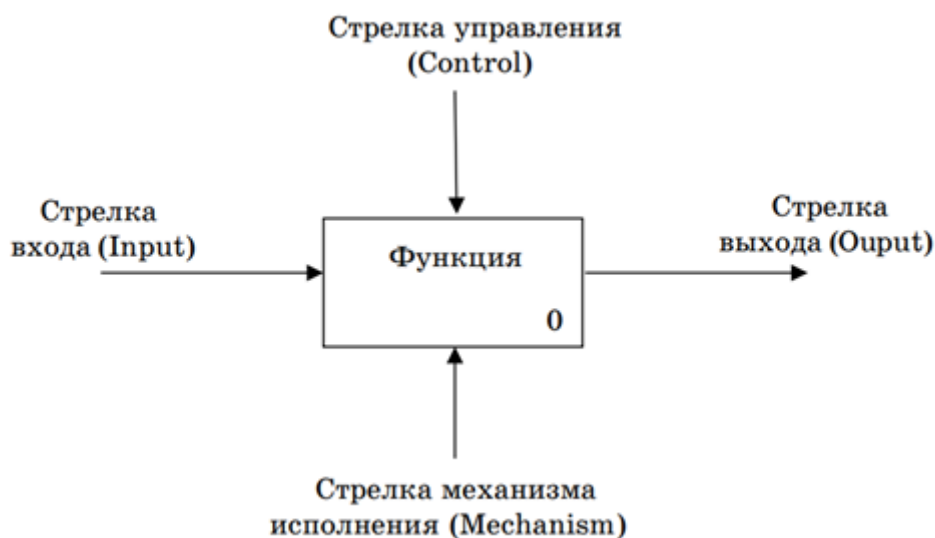 Стрелка управления
(Control)
Стрелка
входа (Input)
Функция
0
Стрелка
выхода (Ouput)
Стрелка механизма
исполнения (Mechanism)